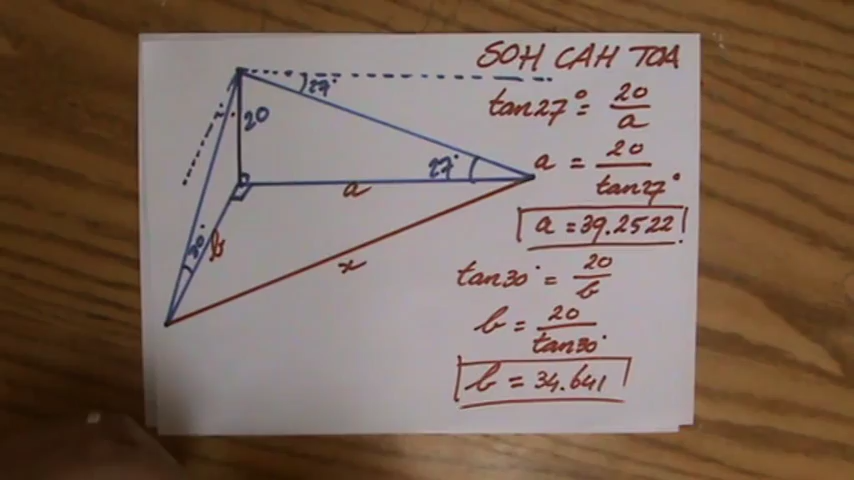 SOH CAH TOA
27°
20
27°
a
30°
b
x
tan27° = 20/a
a = 20/tan27°
a = 39.2522
tan30° = 20/b
b = 20/tan30°
b = 34.641